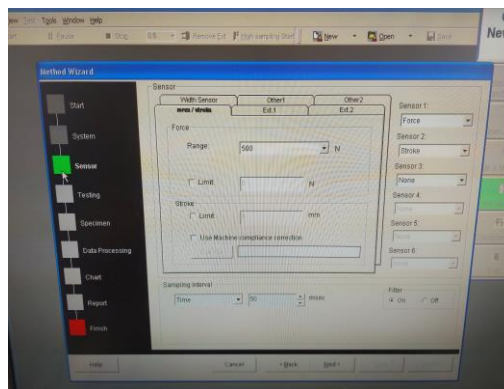 Tools Window Help
Pause Stop 0.5 Remove Ext. High sampling Start New Open Save
Method Wizard
Start
System
Sensor
Testing
Specimen
Data Processing
Chart
Report
Finish
Sensor
Width Sensor Other1 Other2
Ext.1 Ext.2
Force
Range: 500 N
Limit N
Stroke
Limit mm
Use Machine compliance correction
Sensor 1:
Force
Sensor 2:
Stroke
Sensor 3:
None
Sensor 4:
None
Sensor 5:
Sensor 6:
Sampling Interval
Time 50 msec
Filter
On Off
Help Cancel < Back Next >